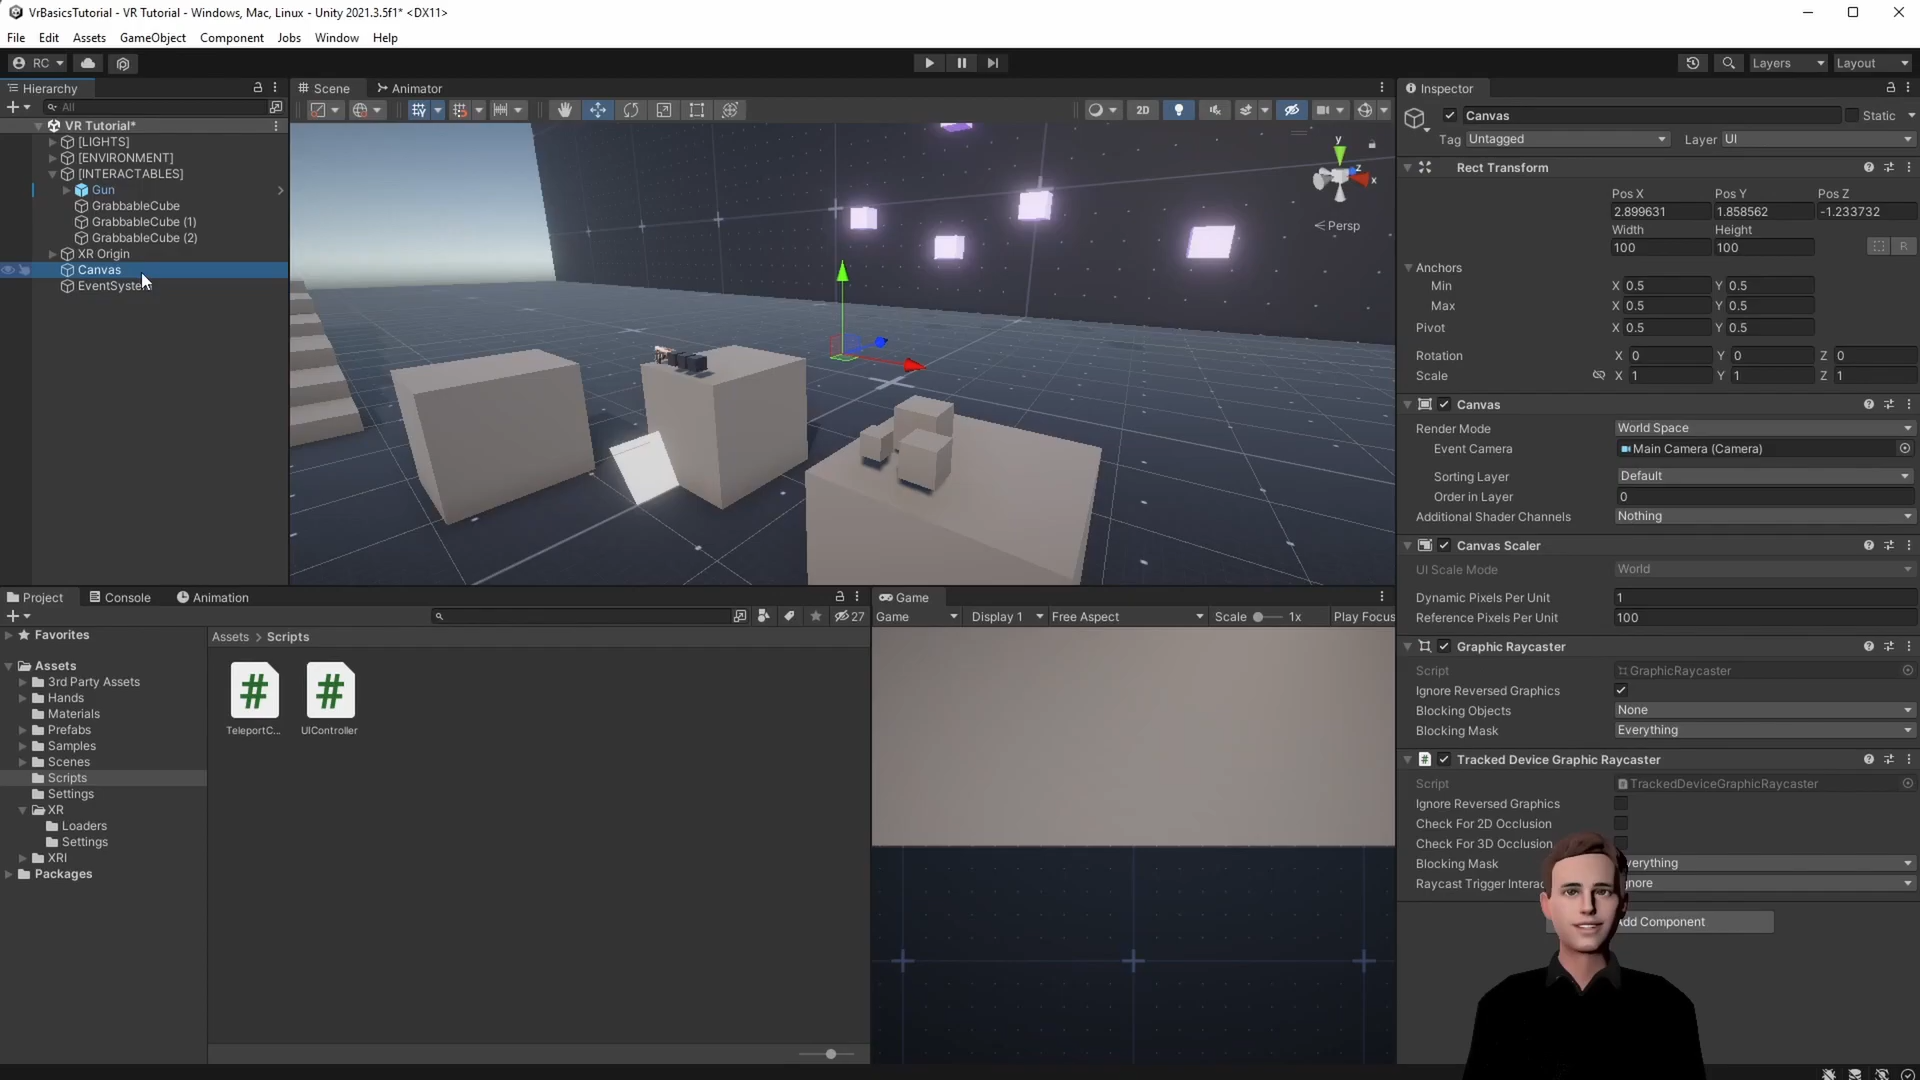 VrBasicsTutorial - VR Tutorial - Windows, Mac, Linux - Unity 2021.3.5f1* <DX11>
File Edit Assets GameObject Component Jobs Window Help
RC Layers Layout
Hierarchy
All
VR Tutorial*
[LIGHTS]
[ENVIRONMENT]
[INTERACTABLES]
Gun
GrabbableCube
GrabbableCube (1)
GrabbableCube (2)
XR Origin
Canvas
EventSystem
Scene Animator
2D
y
z
x
Persp
Inspector
Canvas Static
Tag Untagged Layer UI
Rect Transform
Pos X Pos Y Pos Z
2.899631 1.858562 -1.233732
Width Height
100 100 R
Anchors
Min X 0.5 Y 0.5
Max X 0.5 Y 0.5
Pivot X 0.5 Y 0.5
Rotation X 0 Y 0 Z 0
Scale X 1 Y 1 Z 1
Canvas
Render Mode World Space
Event Camera Main Camera (Camera)
Sorting Layer Default
Order in Layer 0
Additional Shader Channels Nothing
Canvas Scaler
UI Scale Mode World
Dynamic Pixels Per Unit 1
Reference Pixels Per Unit 100
Graphic Raycaster
Script GraphicRaycaster
Ignore Reversed Graphics
Blocking Objects None
Blocking Mask Everything
Tracked Device Graphic Raycaster
Script TrackedDeviceGraphicRaycaster
Ignore Reversed Graphics
Check For 2D Occlusion
Check For 3D Occlusion
Blocking Mask verything
Raycast Trigger Interac gnore
dd Component
Project Console Animation
27
Favorites
Assets
3rd Party Assets
Hands
Materials
Prefabs
Samples
Scenes
Scripts
Settings
XR
Loaders
Settings
XRI
Packages
Assets > Scripts
TeleportC... UIController
Game
Game Display 1 Free Aspect Scale 1x Play Focus